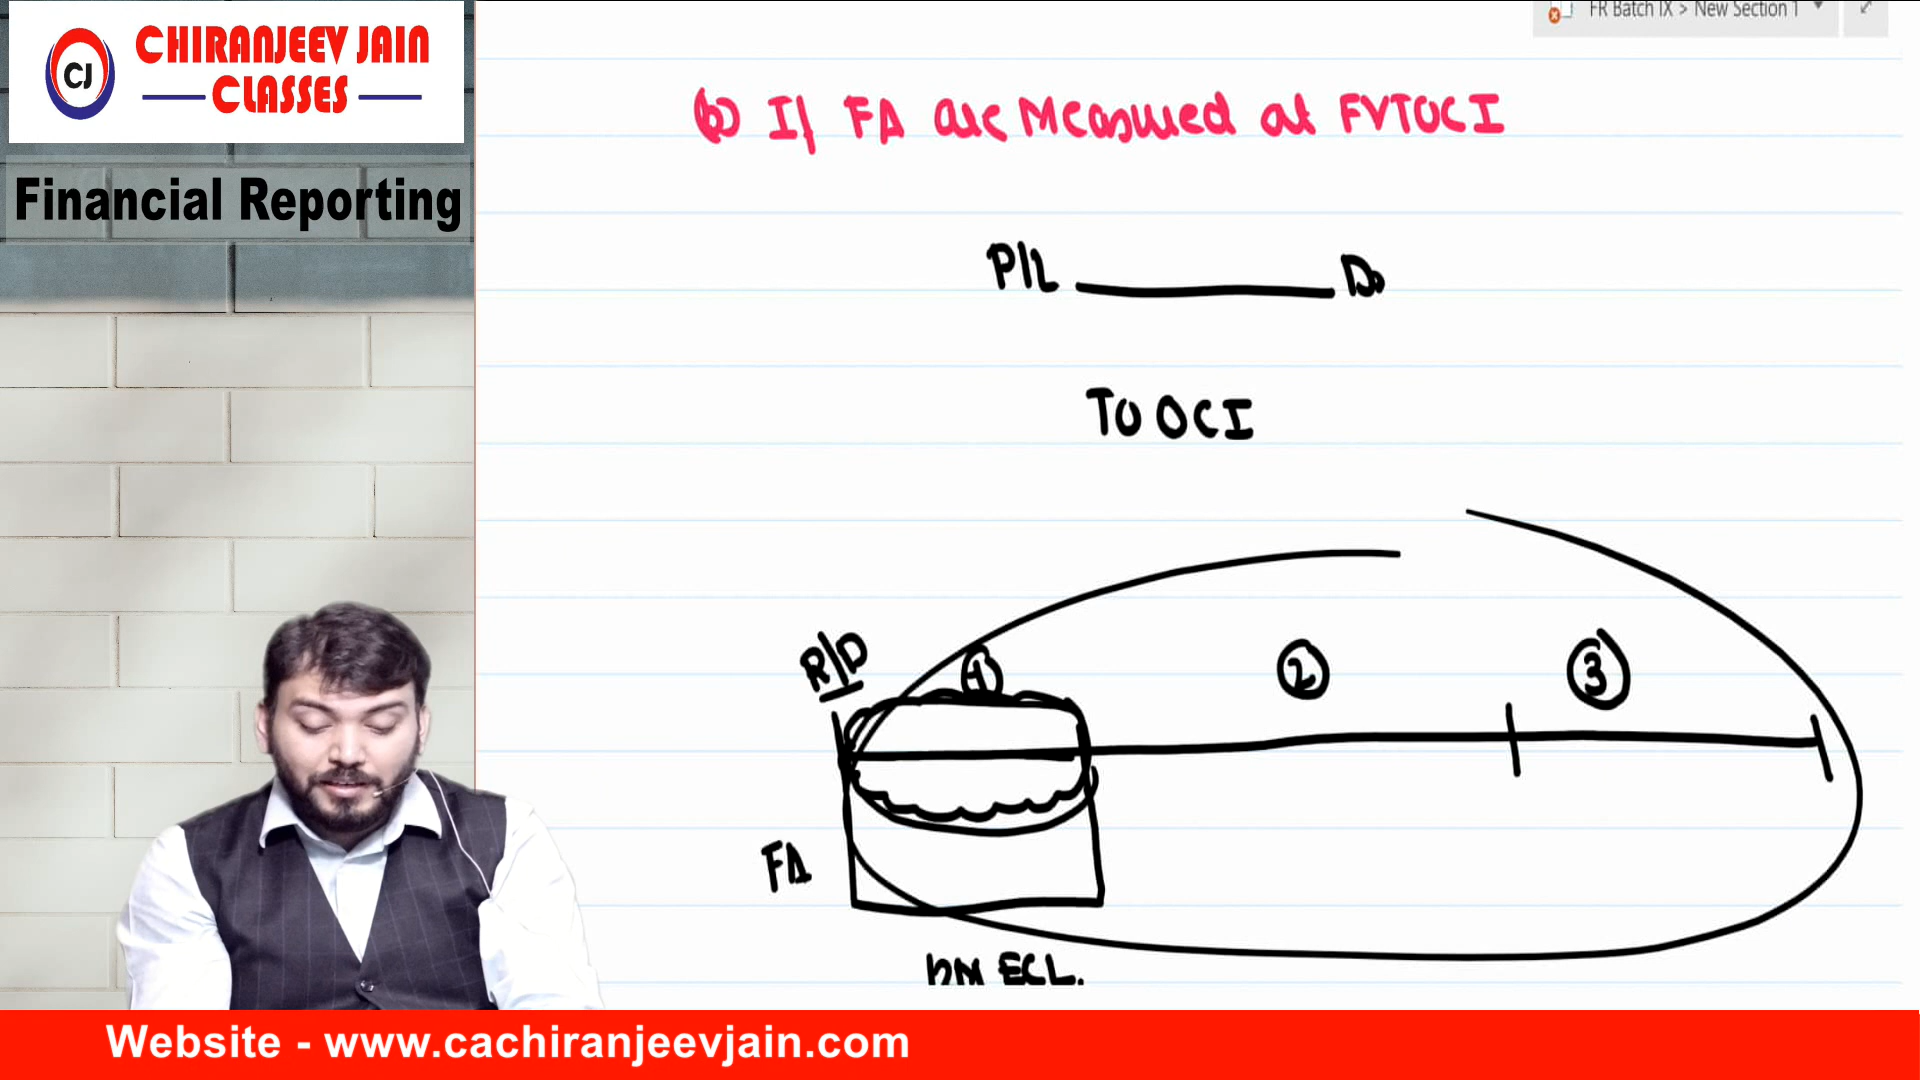 CJ
CHIRANJEEV JAIN
CLASSES
Financial Reporting
FR Batch IX > New Section 1
(b) If FA are Measured at FVTOCI
P/L Dr
TO OCI
R/D
1
2
3
FA
12M ECL.
Website - www.cachiranjeevjain.com